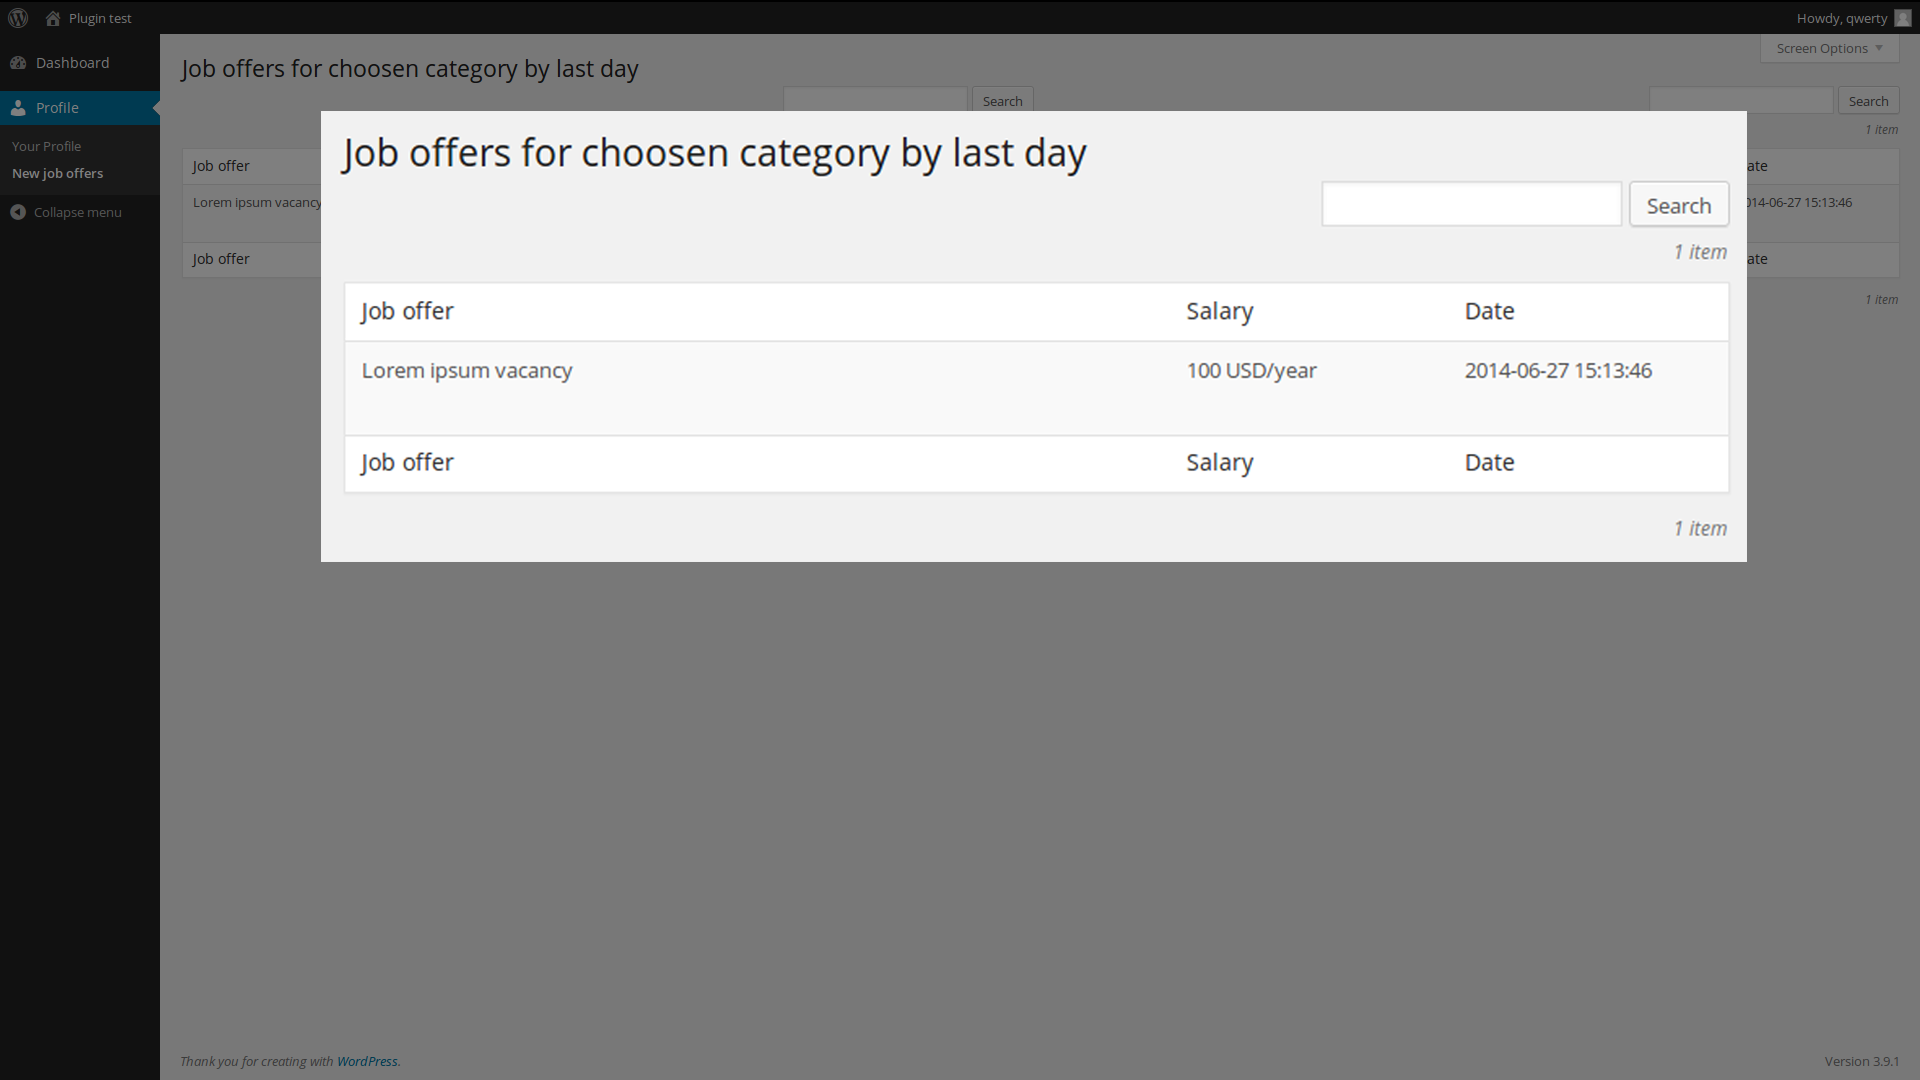 Plugin test
Howdy, qwerty
Dashboard
Profile
Your Profile
New job offers
Collapse menu
Screen Options
Job offers for choosen category by last day
Search
Search
1 item
Job offer
ate
Lorem ipsum vacancy
14-06-27 15:13:46
Job offer
ate
1 item
Job offers for choosen category by last day
Search
1 item
Job offer Salary Date
Lorem ipsum vacancy 100 USD/year 2014-06-27 15:13:46
Job offer Salary Date
1 item
Thank you for creating with WordPress.
Version 3.9.1